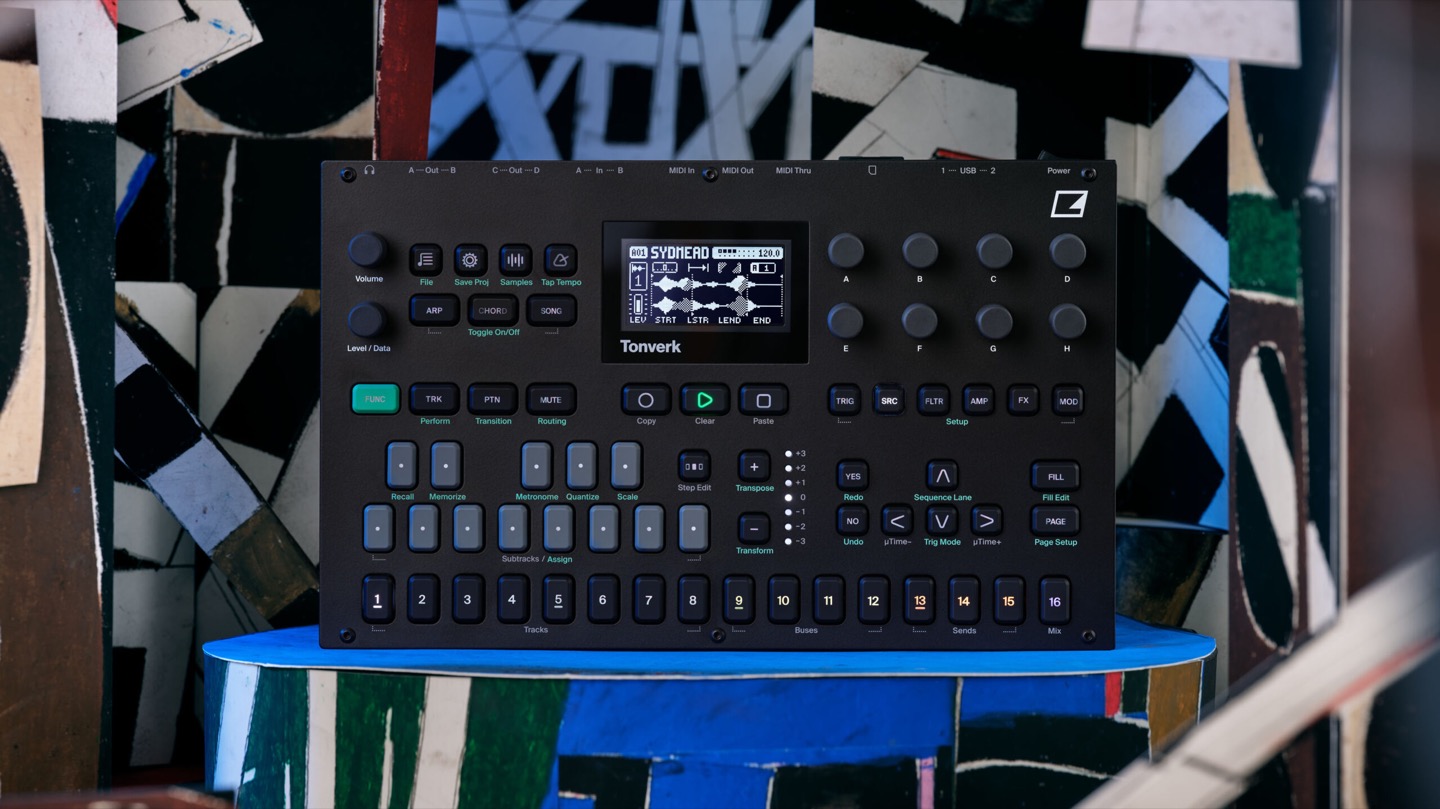 A Out B C Out D A In B MIDI In MIDI Out MIDI Thru 1 USB 2 Power
A01 SYDHEAD 120.0
A 1
1
LEV STRT LSTR LEND END
Tonverk
Volume File Save Proj Samples Tap Tempo
ARP CHORD SONG
Toggle On/Off
Level / Data
A B C D
E F G H
FUNC TRK PTN MUTE
Perform Transition Routing
Copy Clear Paste
TRIG SRC FLTR AMP FX MOD
Setup
Recall Memorize Metronome Quantize Scale
Step Edit
+
Transpose
−
Transform
+3
+2
+1
0
−1
−2
−3
YES FILL
Redo Sequence Lane Fill Edit
NO < > PAGE
Undo μTime− Trig Mode μTime+ Page Setup
Subtracks / Assign
1 2 3 4 5 6 7 8 9 10 11 12 13 14 15 16
Tracks Buses Sends Mix